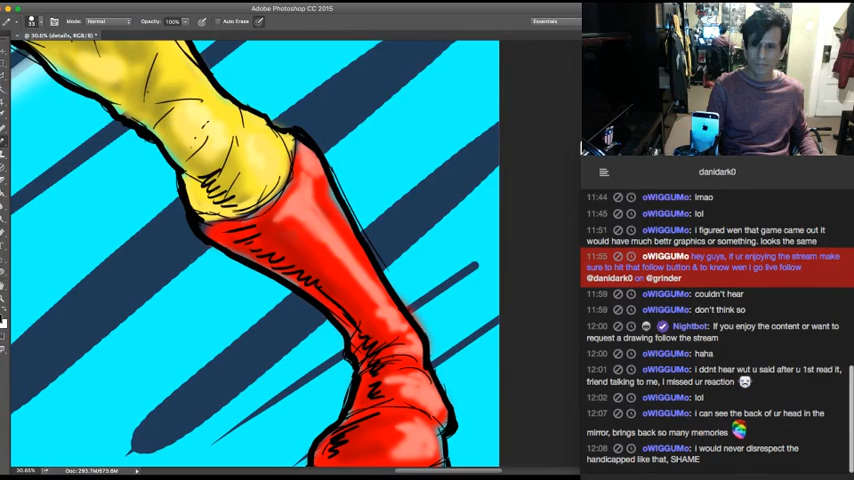 Adobe Photoshop CC 2015
33 Mode: Normal Opacity: 100% Auto Erase Essentials
@ 30.6% (details, RGB/8) *
danidark0
11:44 oWIGGUMo: lmao
11:45 oWIGGUMo: lol
11:51 oWIGGUMo: i figured wen that game came out it
would have much bettr graphics or something. looks the
same
11:55 oWIGGUMo hey guys, if ur enjoying the stream make
sure to hit that follow button & to know wen i go live follow
@danidark0 on @grinder
11:59 oWIGGUMo: couldn't hear
11:59 oWIGGUMo: don't think so
12:00 Nightbot: If you enjoy the content or want to
request a drawing follow the stream
12:00 oWIGGUMo: haha
12:01 oWIGGUMo: i ddnt hear wut u said after u 1st read it,
friend talking to me, i missed ur reaction
12:02 oWIGGUMo: lol
12:07 oWIGGUMo: i can see the back of ur head in the
mirror, brings back so many memories
12:08 oWIGGUMo: i would never disrespect the
handicapped like that, SHAME
30.65% Doc: 293.7M/673.6M